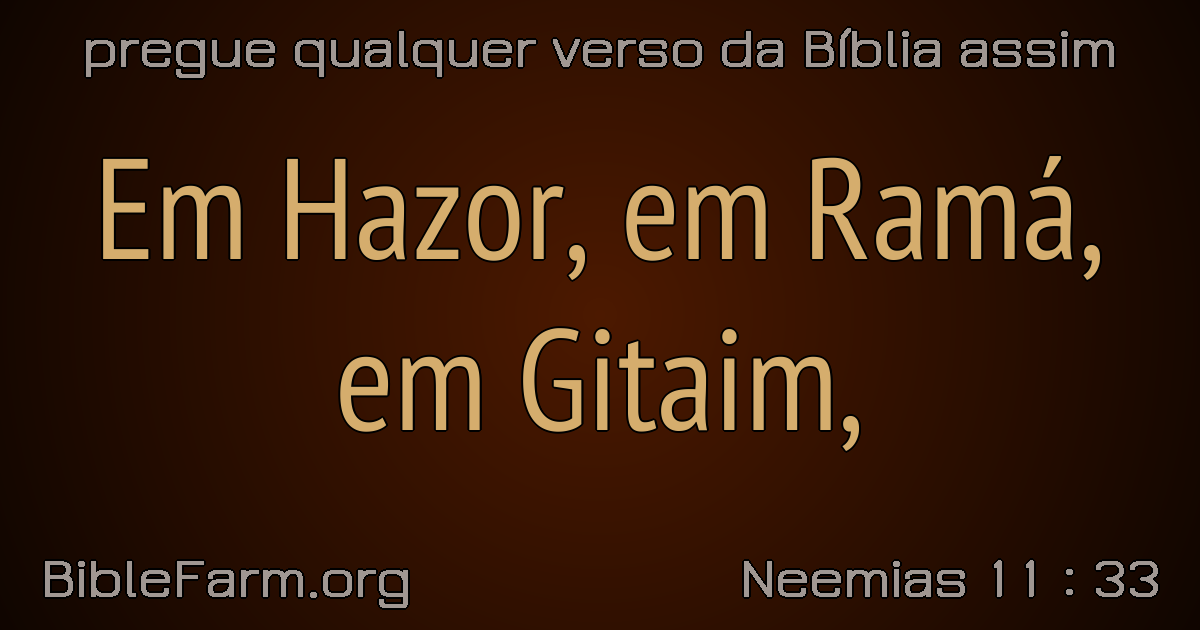 pregue qualquer verso da Bíblia assim
Em Hazor, em Ramá,
em Gitaim,
BibleFarm.org
Neemias 11 : 33